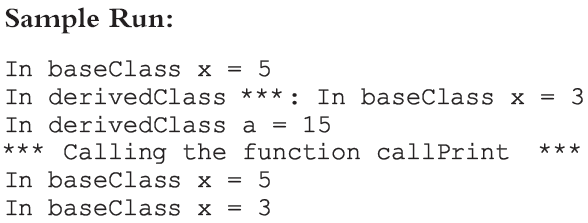 Sample Run:
In baseClass x = 5
In derivedClass ***: In baseClass x = 3
In derivedClass a = 15
*** Calling the function callPrint  ***
In baseClass x = 5
In baseClass x = 3